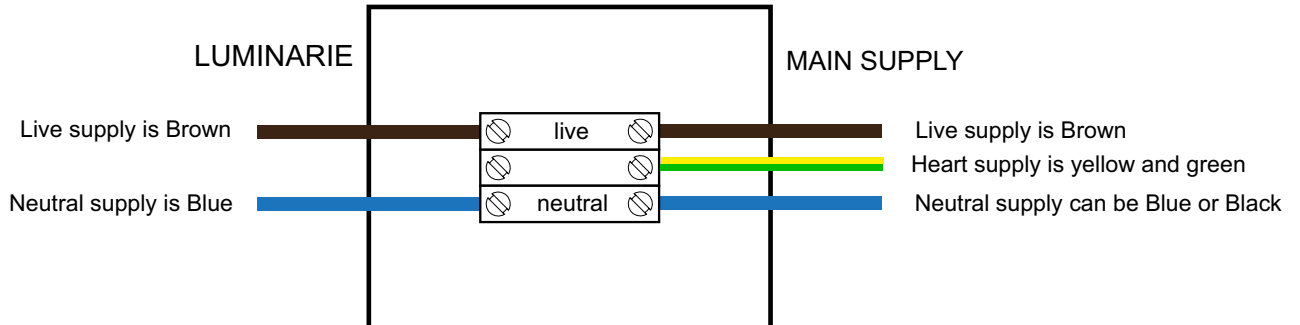 LUMINARIE
MAIN SUPPLY
Live supply is Brown
live
Live supply is Brown
Heart supply is yellow and green
Neutral supply is Blue
neutral
Neutral supply can be Blue or Black